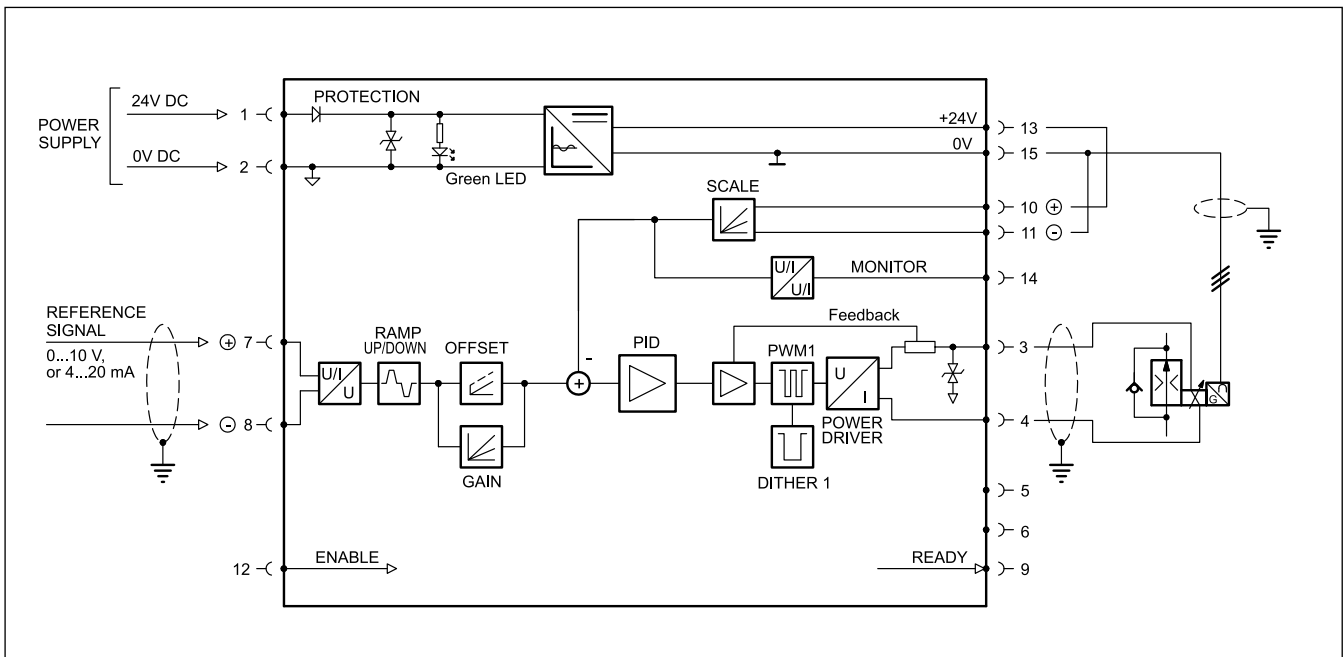 POWER
SUPPLY
24V DC
1
0V DC
2
PROTECTION
Green LED
+24V
13
0V
15
SCALE
10 +
11 -
U/I
U/I
MONITOR
14
REFERENCE
SIGNAL
0...10 V,
or 4...20 mA
+ 7
- 8
U/I
U
RAMP
UP/DOWN
OFFSET
GAIN
+
-
PID
Feedback
PWM1
U
I
POWER
DRIVER
DITHER 1
3
4
G
5
6
12
ENABLE
READY
9